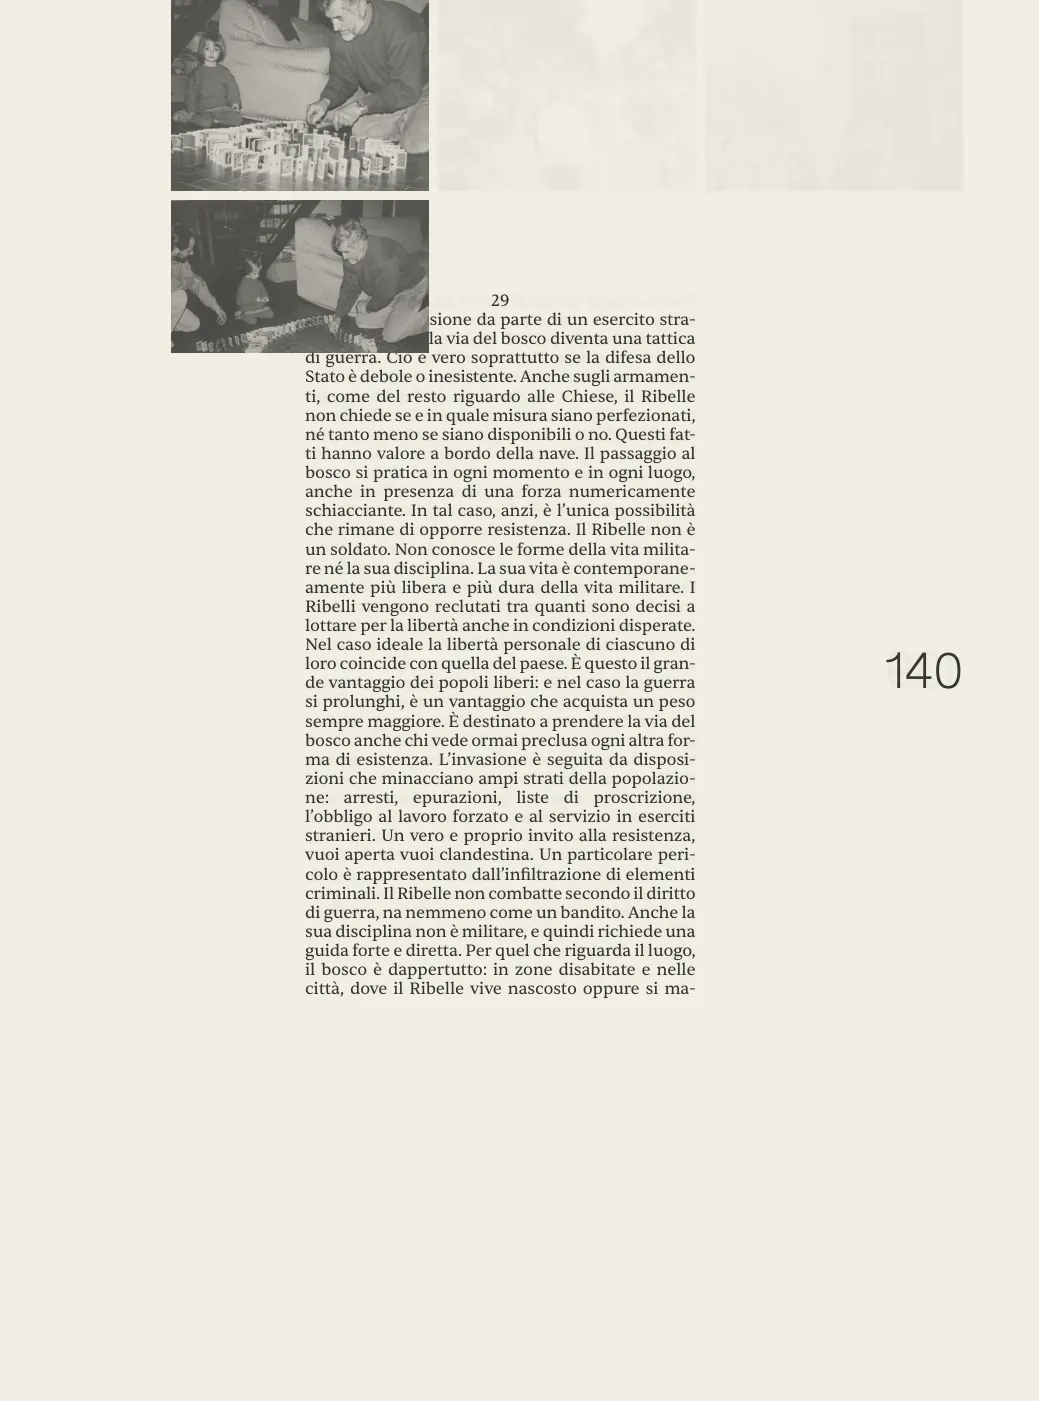 29
sione da parte di un esercito stra-
la via del bosco diventa una tattica
di guerra. Ciò è vero soprattutto se la difesa dello
Stato è debole o inesistente. Anche sugli armamen-
ti, come del resto riguardo alle Chiese, il Ribelle
non chiede se e in quale misura siano perfezionati,
né tanto meno se siano disponibili o no. Questi fat-
ti hanno valore a bordo della nave. Il passaggio al
bosco si pratica in ogni momento e in ogni luogo,
anche in presenza di una forza numericamente
schiacciante. In tal caso, anzi, è l’unica possibilità
che rimane di opporre resistenza. Il Ribelle non è
un soldato. Non conosce le forme della vita milita-
re né la sua disciplina. La sua vita è contemporane-
amente più libera e più dura della vita militare. I
Ribelli vengono reclutati tra quanti sono decisi a
lottare per la libertà anche in condizioni disperate.
Nel caso ideale la libertà personale di ciascuno di
loro coincide con quella del paese. È questo il gran-
de vantaggio dei popoli liberi: e nel caso la guerra
si prolunghi, è un vantaggio che acquista un peso
sempre maggiore. È destinato a prendere la via del
bosco anche chi vede ormai preclusa ogni altra for-
ma di esistenza. L’invasione è seguita da disposi-
zioni che minacciano ampi strati della popolazio-
ne: arresti, epurazioni, liste di proscrizione,
l’obbligo al lavoro forzato e al servizio in eserciti
stranieri. Un vero e proprio invito alla resistenza,
vuoi aperta vuoi clandestina. Un particolare peri-
colo è rappresentato dall’infiltrazione di elementi
criminali. Il Ribelle non combatte secondo il diritto
di guerra, na nemmeno come un bandito. Anche la
sua disciplina non è militare, e quindi richiede una
guida forte e diretta. Per quel che riguarda il luogo,
il bosco è dappertutto: in zone disabitate e nelle
città, dove il Ribelle vive nascosto oppure si ma-
140